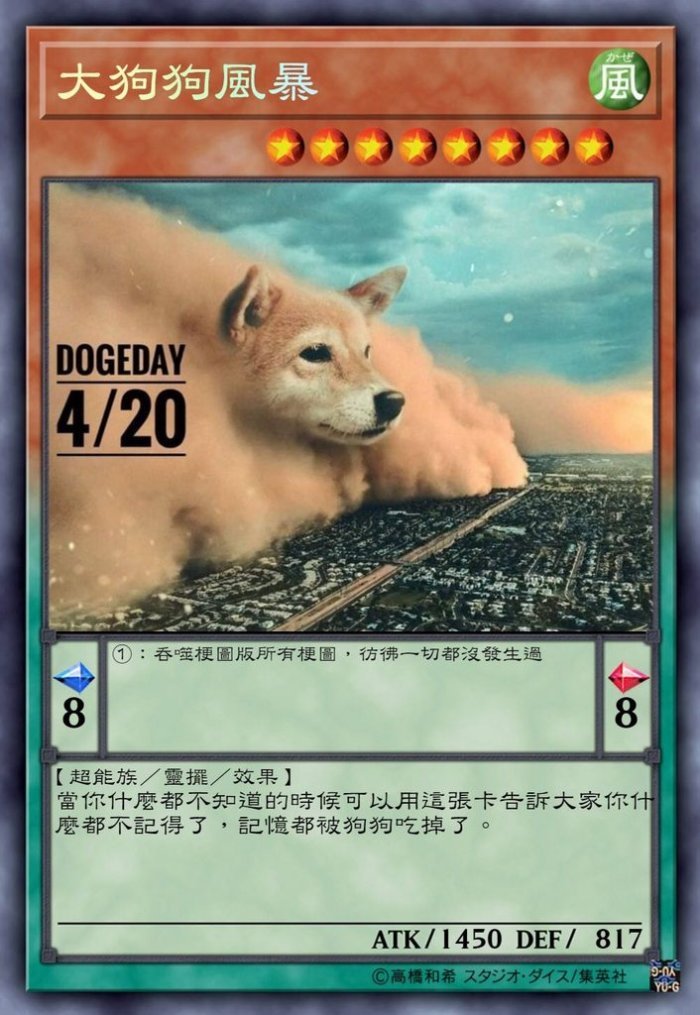 大狗狗風暴
かぜ
風
DOGEDAY
4/20
①：吞噬梗圖版所有梗圖，彷彿一切都沒發生過
8
8
【超能族／靈擺／效果】
當你什麼都不知道的時候可以用這張卡告訴大家你什
麼都不記得了，記憶都被狗狗吃掉了。
ATK/1450 DEF/ 817
©高橋和希 スタジオ・ダイス/集英社